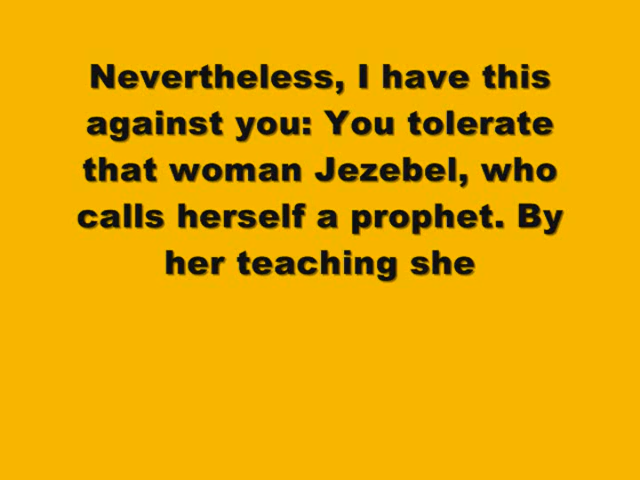 Nevertheless, I have this
against you: You tolerate
that woman Jezebel, who
calls herself a prophet. By
her teaching she